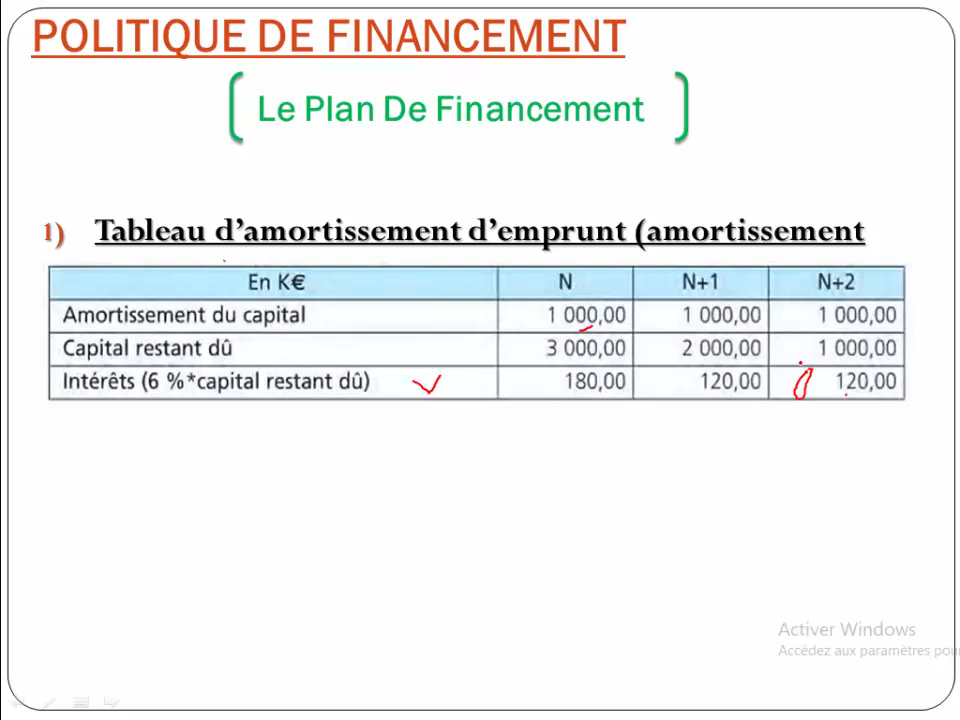 POLITIQUE DE FINANCEMENT
Le Plan De Financement
1) Tableau d’amortissement d’emprunt (amortissement
En K€ N N+1 N+2
Amortissement du capital 1 000,00 1 000,00 1 000,00
Capital restant dû 3 000,00 2 000,00 1 000,00
Intérêts (6 %*capital restant dû) 180,00 120,00 120,00
Activer Windows
Accédez aux paramètres pour